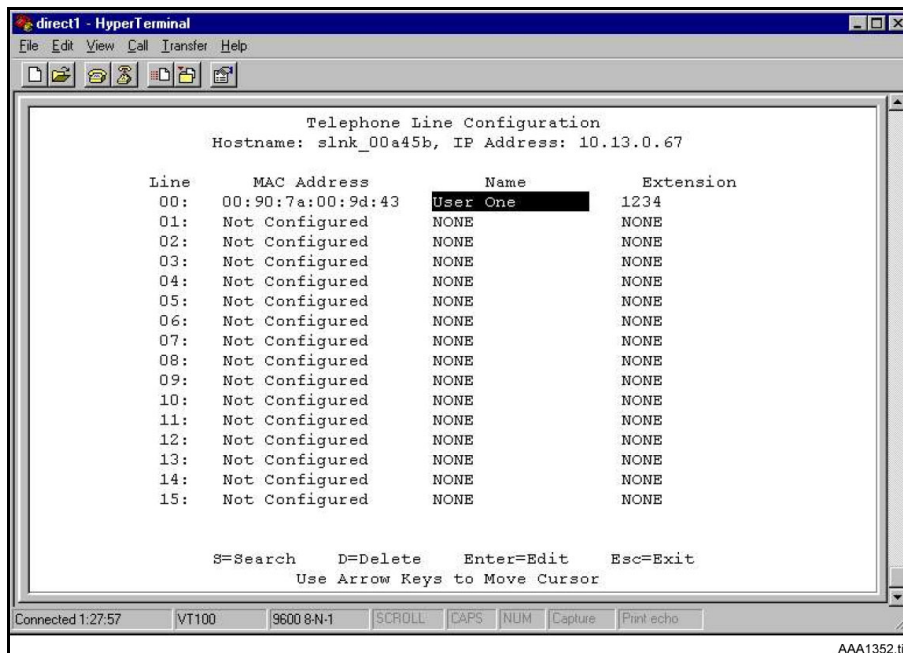 direct1 - HyperTerminal
File Edit View Call Transfer Help
Telephone Line Configuration
Hostname: slnk_00a45b, IP Address: 10.13.0.67
Line MAC Address Name Extension
00: 00:90:7a:00:9d:43 User One 1234
01: Not Configured NONE NONE
02: Not Configured NONE NONE
03: Not Configured NONE NONE
04: Not Configured NONE NONE
05: Not Configured NONE NONE
06: Not Configured NONE NONE
07: Not Configured NONE NONE
08: Not Configured NONE NONE
09: Not Configured NONE NONE
10: Not Configured NONE NONE
11: Not Configured NONE NONE
12: Not Configured NONE NONE
13: Not Configured NONE NONE
14: Not Configured NONE NONE
15: Not Configured NONE NONE
S=Search D=Delete Enter=Edit Esc=Exit
Use Arrow Keys to Move Cursor
Connected 1:27:57 VT100 9600 8-N-1 SCROLL CAPS NUM Capture Print echo
AAA1352.ti